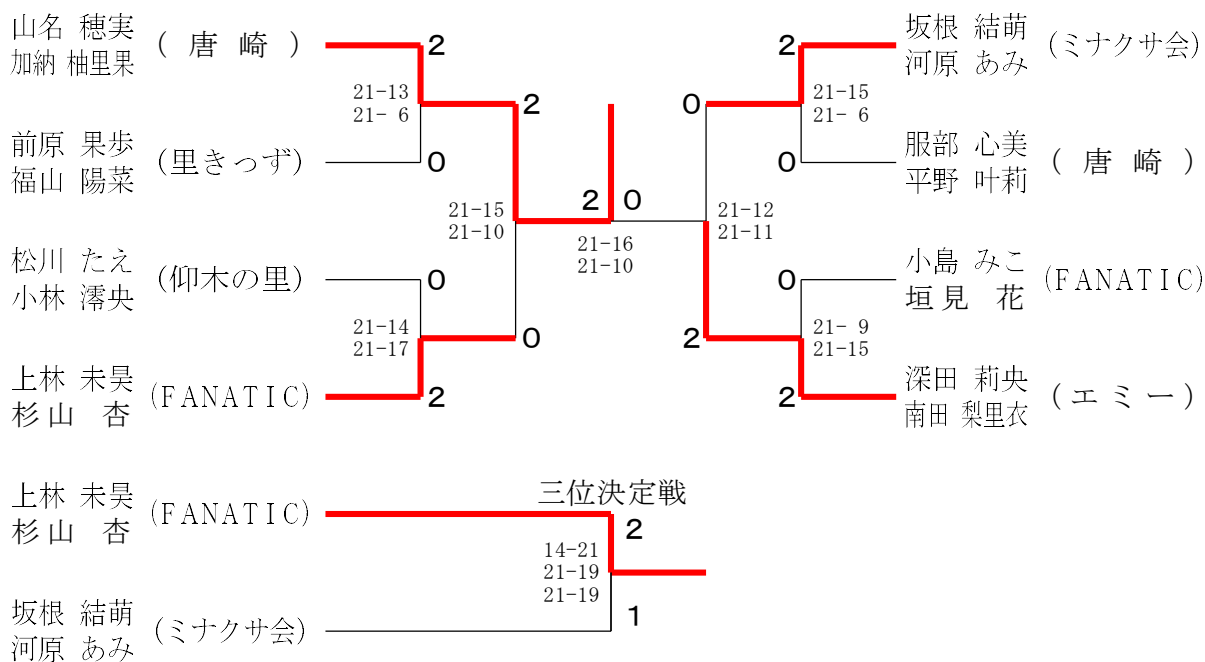 山名 穂実
加納 柚里果
( 唐 崎 )
2
21-13
21- 6
2
前原 果歩
福山 陽菜
(里きっず)
0
21-15
21-10
松川 たえ
小林 澪央
(仰木の里)
0
21-14
21-17
0
上林 未昊
杉山 杏
(FANATIC)
2
2 0
21-16
21-10
坂根 結萌
河原 あみ
(ミナクサ会)
2
21-15
21- 6
0
服部 心美
平野 叶莉
( 唐 崎 )
0
21-12
21-11
小島 みこ
垣見 花
(FANATIC)
0
21- 9
21-15
2
深田 莉央
南田 梨里衣
(エミー)
2
三位決定戦
上林 未昊
杉山 杏
(FANATIC)
2
14-21
21-19
21-19
坂根 結萌
河原 あみ
(ミナクサ会)
1